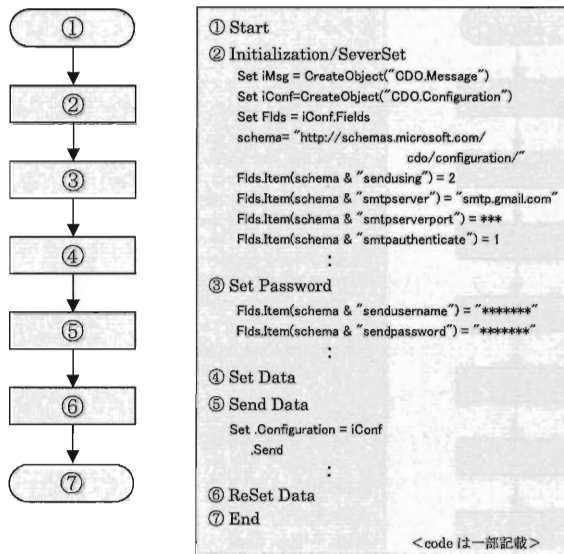 ①
②
③
④
⑤
⑥
⑦
① Start
② Initialization/SeverSet
Set iMsg = CreateObject("CDO.Message")
Set iConf=CreateObject("CDO.Configuration")
Set Flds = iConf.Fields
schema= "http://schemas.microsoft.com/
cdo/configuration/"
Flds.Item(schema & "sendusing") = 2
Flds.Item(schema & "smtpserver") = "smtp.gmail.com"
Flds.Item(schema & "smtpserverport") = ***
Flds.Item(schema & "smtpauthenticate") = 1
:
③ Set Password
Flds.Item(schema & "sendusername") = "*******"
Flds.Item(schema & "sendpassword") = "*******"
:
④ Set Data
⑤ Send Data
Set .Configuration = iConf
.Send
:
⑥ ReSet Data
⑦ End
<code は一部記載>